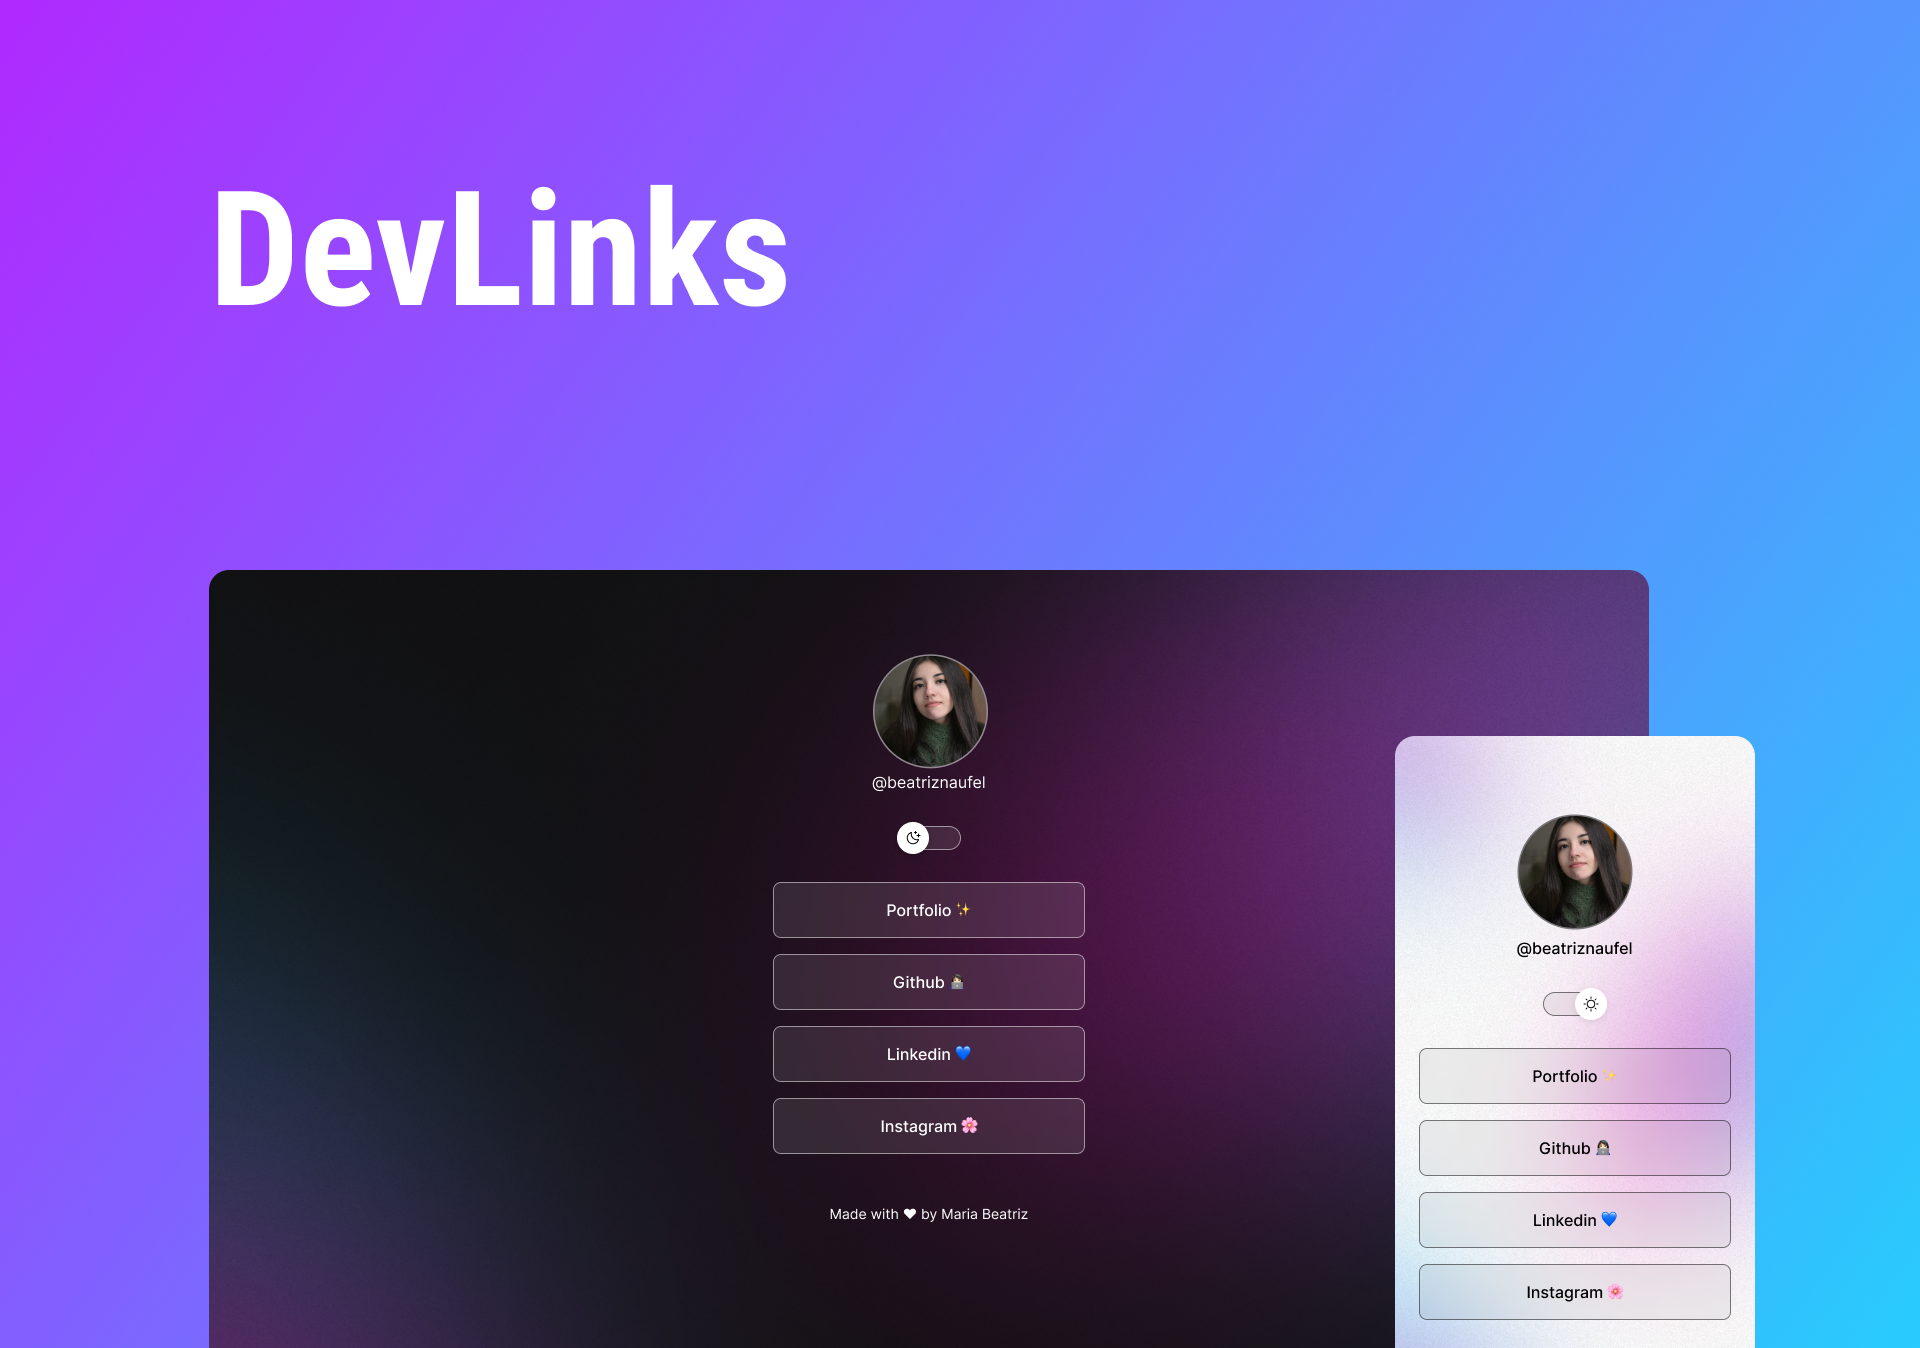 DevLinks
@beatriznaufel
Portfolio ✨
Github 👩🏻‍💻
Linkedin 💙
Instagram 🌸
Made with ♥ by Maria Beatriz
@beatriznaufel
Portfolio ✨
Github 👩🏻‍💻
Linkedin 💙
Instagram 🌸